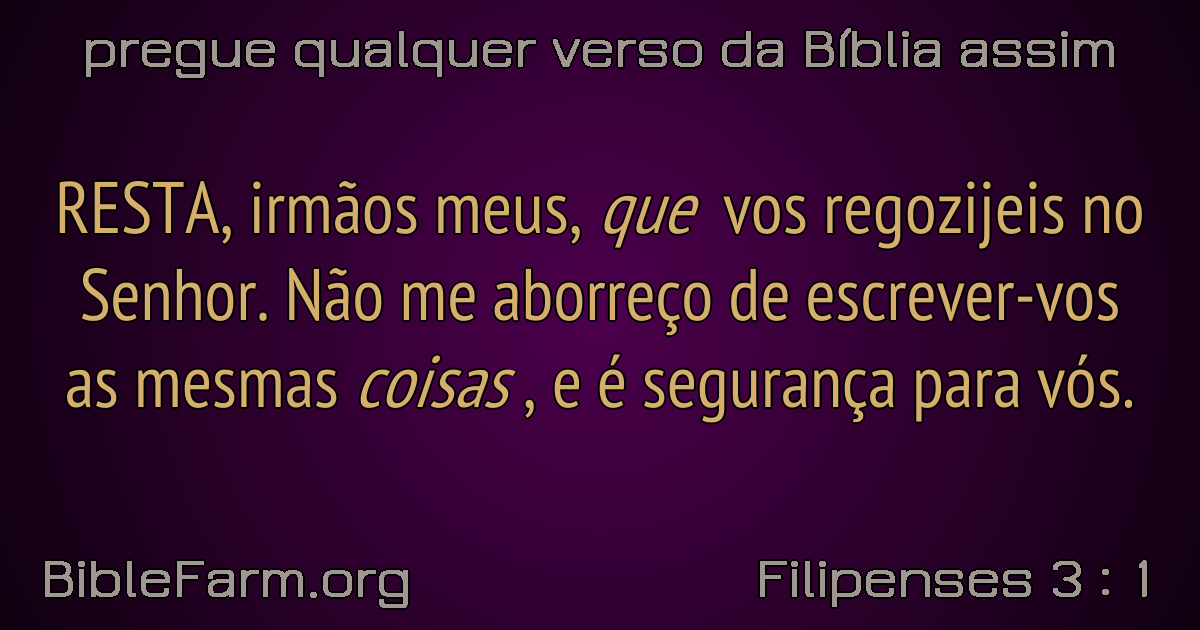 pregue qualquer verso da Bíblia assim
RESTA, irmãos meus, que vos regozijeis no
Senhor. Não me aborreço de escrever-vos
as mesmas coisas , e é segurança para vós.
BibleFarm.org
Filipenses 3 : 1